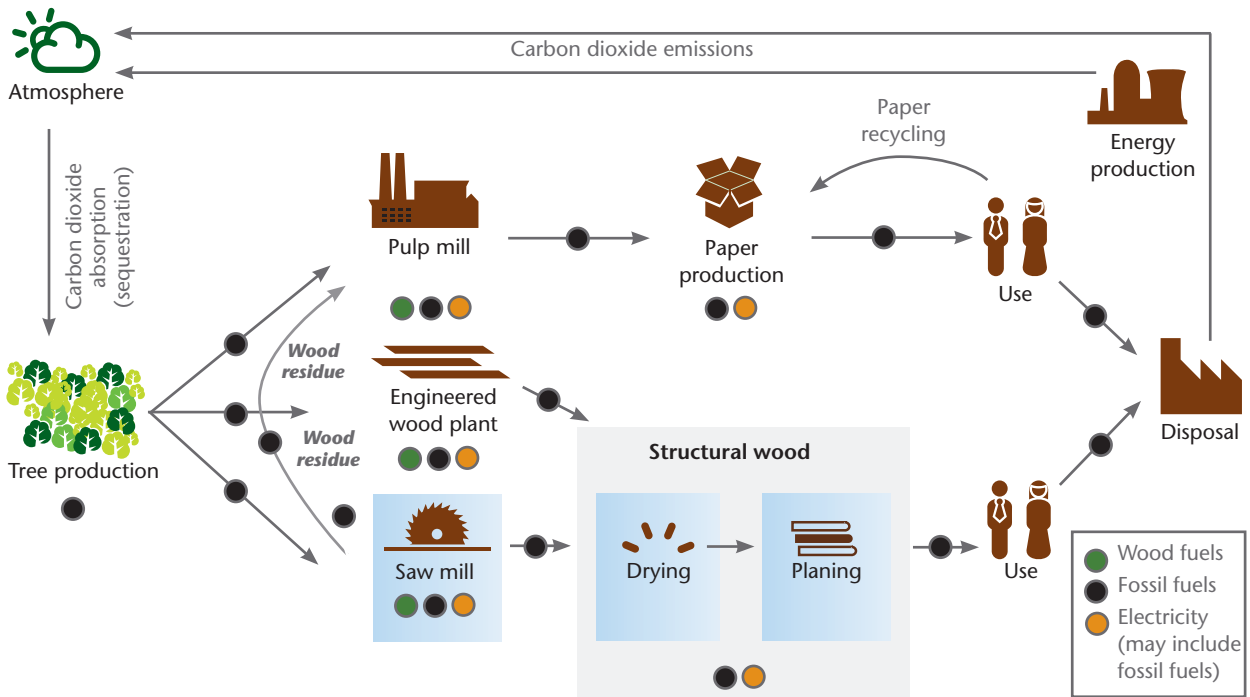 Carbon dioxide emissions
Atmosphere
Carbon dioxide
absorption
(sequestration)
Energy
production
Paper
recycling
Pulp mill
Paper
production
Use
Wood
residue
Engineered
wood plant
Wood
residue
Tree production
Structural wood
Disposal
Saw mill
Drying
Planing
Use
Wood fuels
Fossil fuels
Electricity
(may include
fossil fuels)